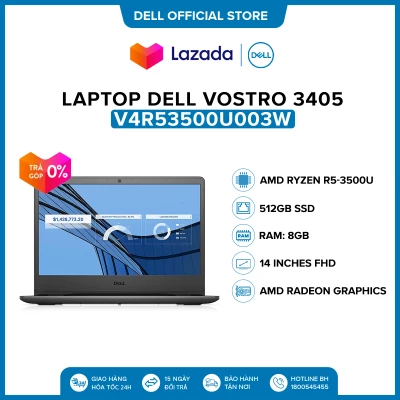 DELL OFFICIAL STORE
Lazada
DELL
LAPTOP DELL VOSTRO 3405
V4R53500U003W
TRẢ GÓP 0%
$1,428,773.20
DELL
AMD RYZEN R5-3500U
512GB SSD
RAM
RAM: 8GB
14 INCHES FHD
AMD RADEON GRAPHICS
GIAO HÀNG
HỎA TỐC 24H
15 NGÀY
ĐỔI TRẢ
BẢO HÀNH
TẬN NƠI
HOTLINE BH
1800545455